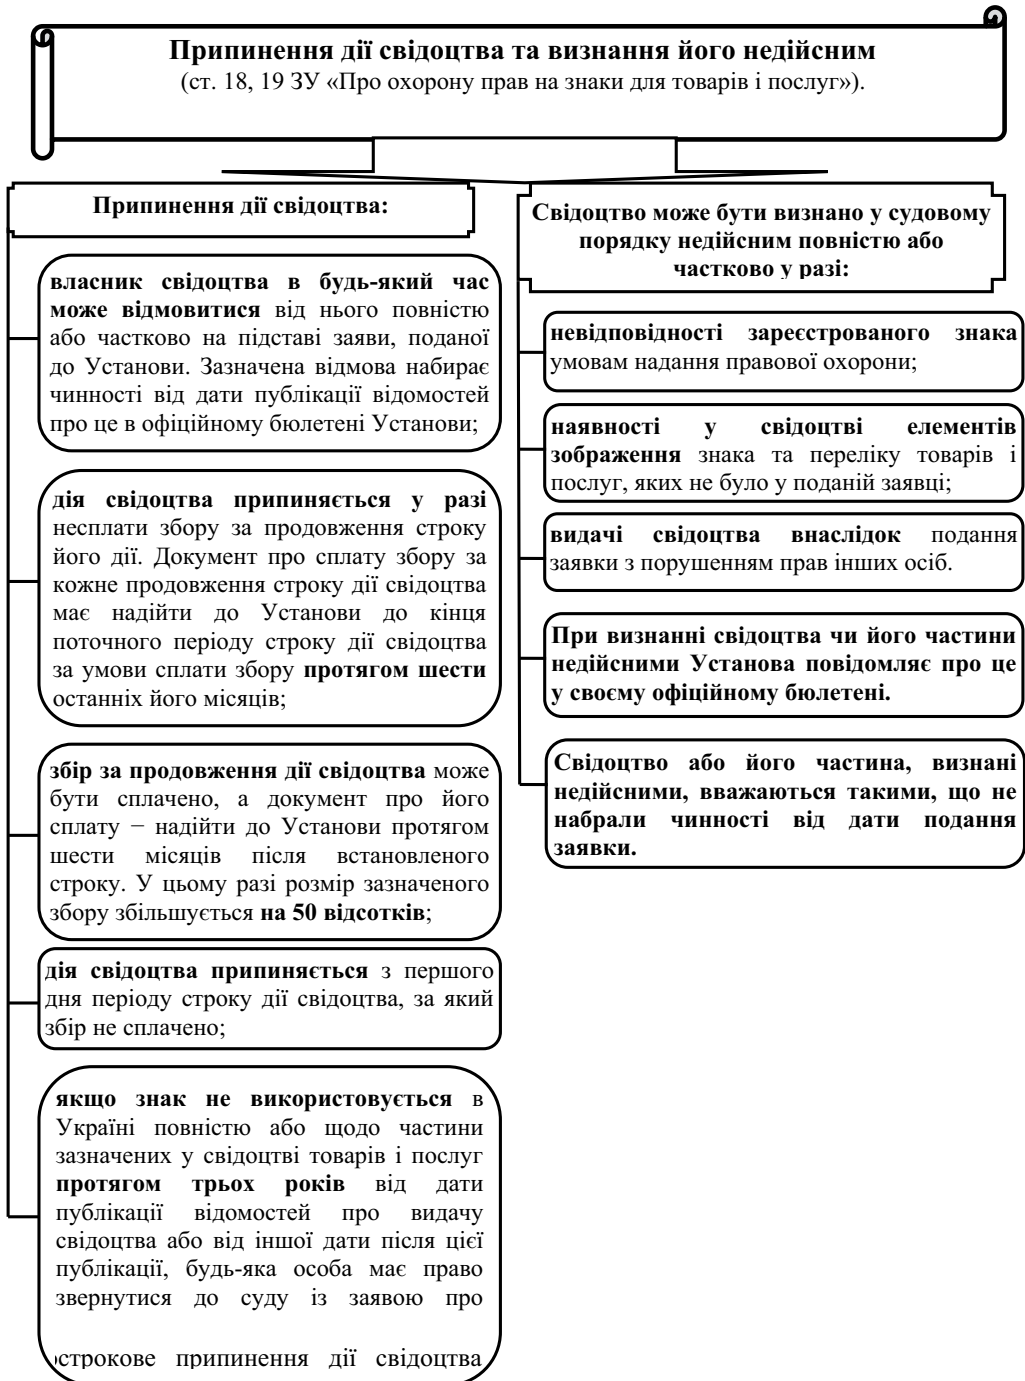 Припинення дії свідоцтва та визнання його недійсним
(ст. 18, 19 ЗУ «Про охорону прав на знаки для товарів і послуг»).
Припинення дії свідоцтва:
власник свідоцтва в будь-який час
може відмовитися від нього повністю
або частково на підставі заяви, поданої
до Установи. Зазначена відмова набирає
чинності від дати публікації відомостей
про це в офіційному бюлетені Установи;
дія свідоцтва припиняється у разі
несплати збору за продовження строку
його дії. Документ про сплату збору за
кожне продовження строку дії свідоцтва
має надійти до Установи до кінця
поточного періоду строку дії свідоцтва
за умови сплати збору протягом шести
останніх його місяців;
збір за продовження дії свідоцтва може
бути сплачено, а документ про його
сплату − надійти до Установи протягом
шести місяців після встановленого
строку. У цьому разі розмір зазначеного
збору збільшується на 50 відсотків;
дія свідоцтва припиняється з першого
дня періоду строку дії свідоцтва, за який
збір не сплачено;
якщо знак не використовується в
Україні повністю або щодо частини
зазначених у свідоцтві товарів і послуг
протягом трьох років від дати
публікації відомостей про видачу
свідоцтва або від іншої дати після цієї
публікації, будь-яка особа має право
звернутися до суду із заявою про
острокове припинення дії свідоцтва
Свідоцтво може бути визнано у судовому
порядку недійсним повністю або
частково у разі:
невідповідності зареєстрованого знака
умовам надання правової охорони;
наявності у свідоцтві елементів
зображення знака та переліку товарів і
послуг, яких не було у поданій заявці;
видачі свідоцтва внаслідок подання
заявки з порушенням прав інших осіб.
При визнанні свідоцтва чи його частини
недійсними Установа повідомляє про це
у своєму офіційному бюлетені.
Свідоцтво або його частина, визнані
недійсними, вважаються такими, що не
набрали чинності від дати подання
заявки.